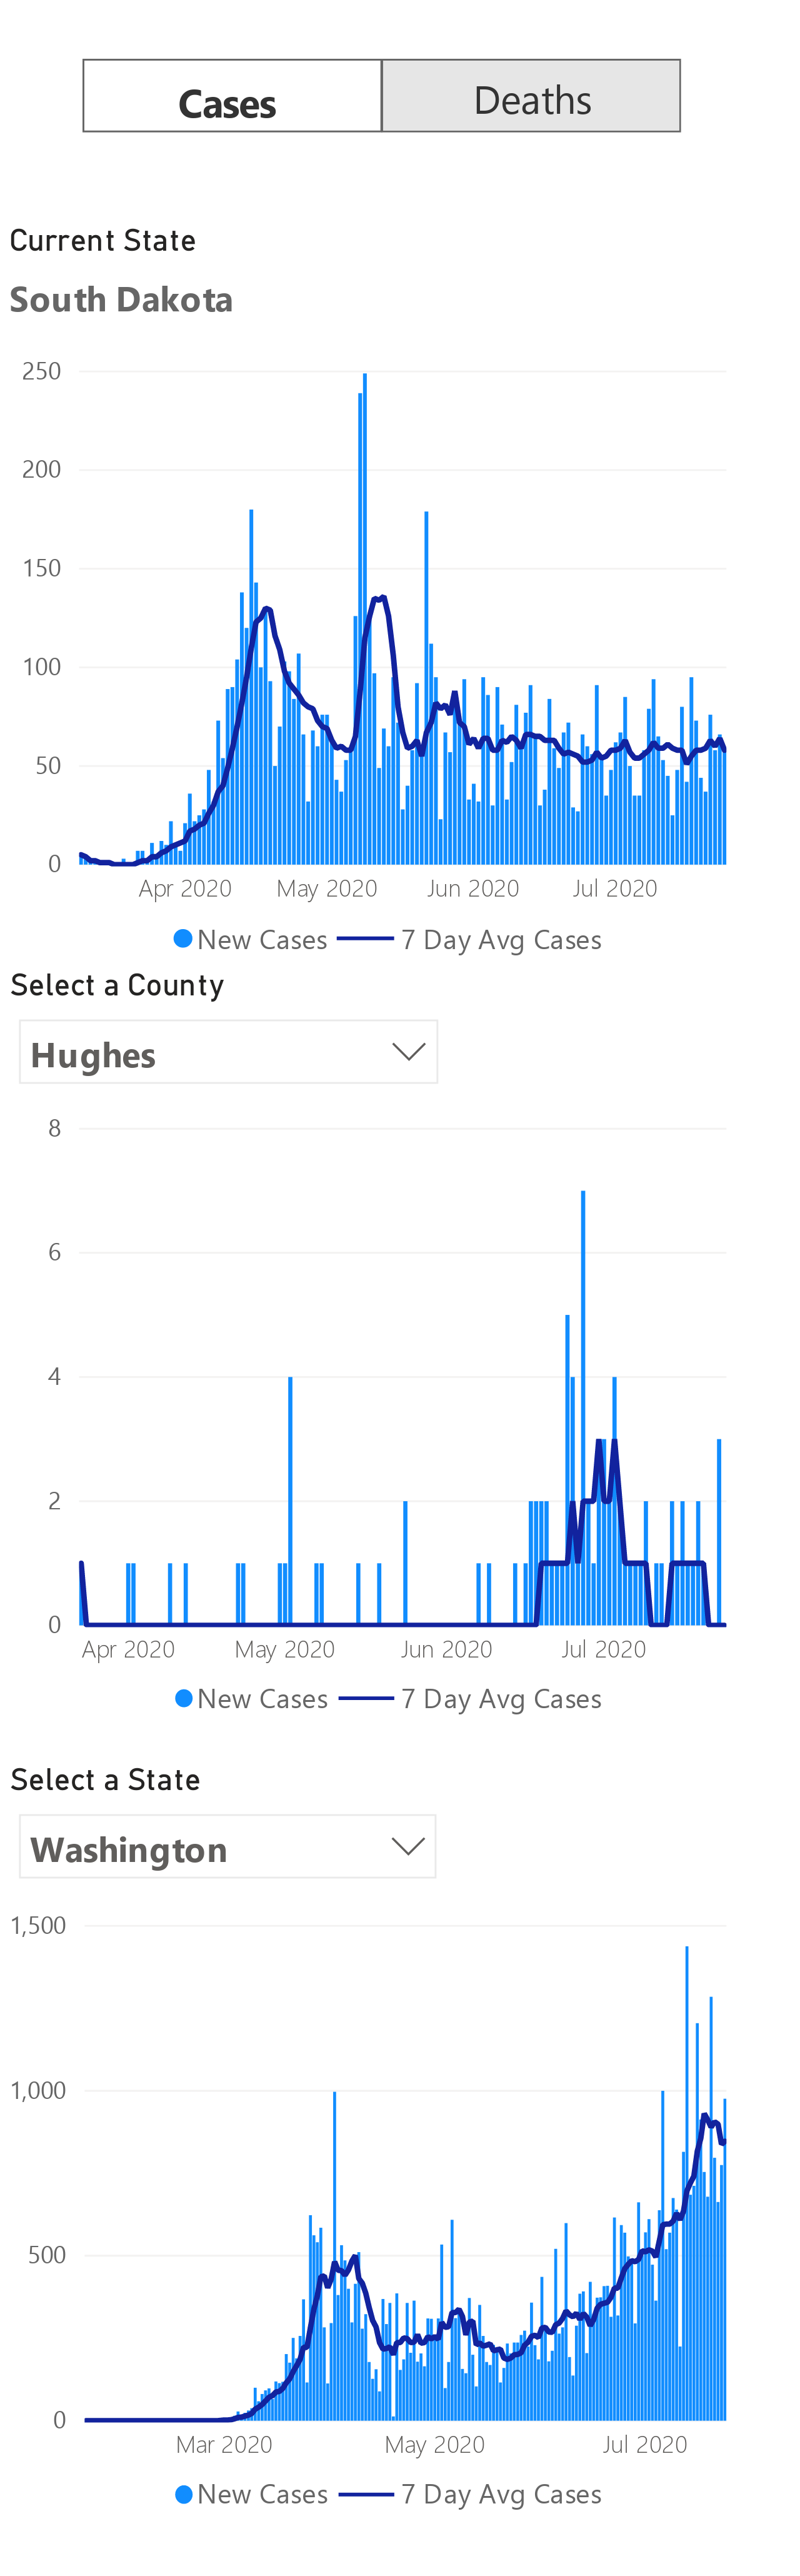 Cases Deaths
Current State
South Dakota
250
200
150
100
50
0
Apr 2020 May 2020 Jun 2020 Jul 2020
New Cases 7 Day Avg Cases
Select a County
Hughes
8
6
4
2
0
Apr 2020 May 2020 Jun 2020 Jul 2020
New Cases 7 Day Avg Cases
Select a State
Washington
1,500
1,000
500
0
Mar 2020 May 2020 Jul 2020
New Cases 7 Day Avg Cases